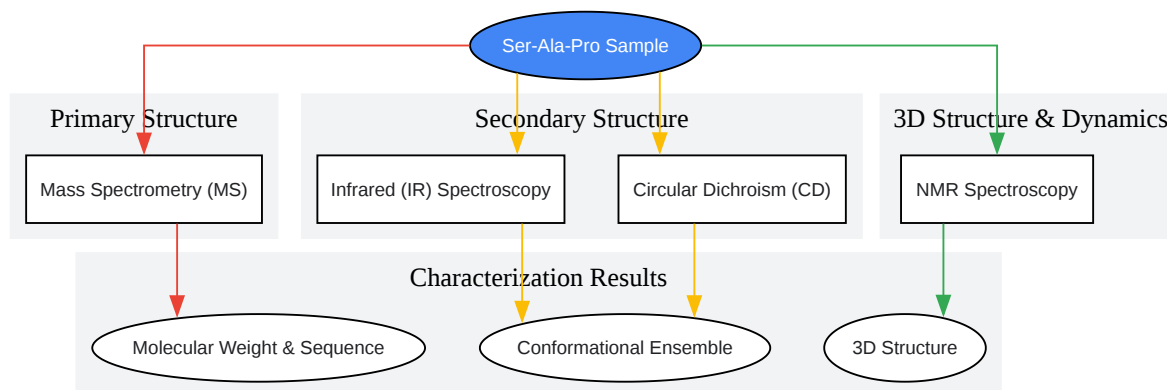 Ser-Ala-Pro Sample
Primary Structure
Secondary Structure
3D Structure & Dynamics
Mass Spectrometry (MS)
Infrared (IR) Spectroscopy
Circular Dichroism (CD)
NMR Spectroscopy
Characterization Results
Molecular Weight & Sequence
Conformational Ensemble
3D Structure